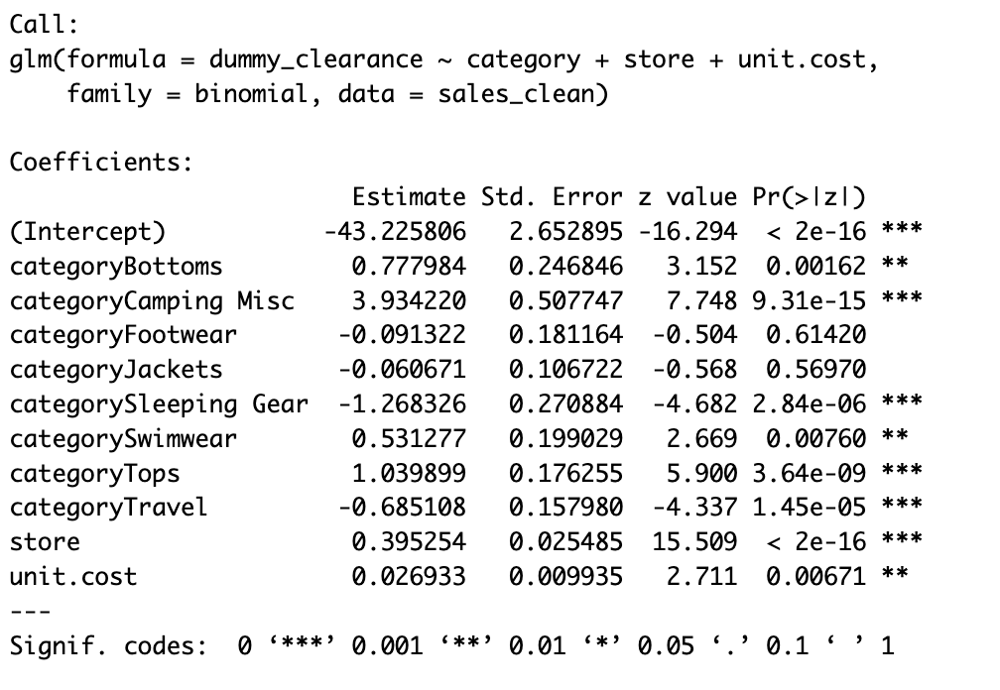 Call:
glm(formula = dummy_clearance ~ category + store + unit.cost,
    family = binomial, data = sales_clean)

Coefficients:
                        Estimate Std. Error z value Pr(>|z|)
(Intercept)           -43.225806   2.652895 -16.294  < 2e-16 ***
categoryBottoms         0.777984   0.246846   3.152  0.00162 **
categoryCamping Misc    3.934220   0.507747   7.748 9.31e-15 ***
categoryFootwear       -0.091322   0.181164  -0.504  0.61420
categoryJackets        -0.060671   0.106722  -0.568  0.56970
categorySleeping Gear  -1.268326   0.270884  -4.682 2.84e-06 ***
categorySwimwear        0.531277   0.199029   2.669  0.00760 **
categoryTops            1.039899   0.176255   5.900 3.64e-09 ***
categoryTravel         -0.685108   0.157980  -4.337 1.45e-05 ***
store                   0.395254   0.025485  15.509  < 2e-16 ***
unit.cost               0.026933   0.009935   2.711  0.00671 **
---
Signif. codes:  0 ‘***’ 0.001 ‘**’ 0.01 ‘*’ 0.05 ‘.’ 0.1 ‘ ’ 1